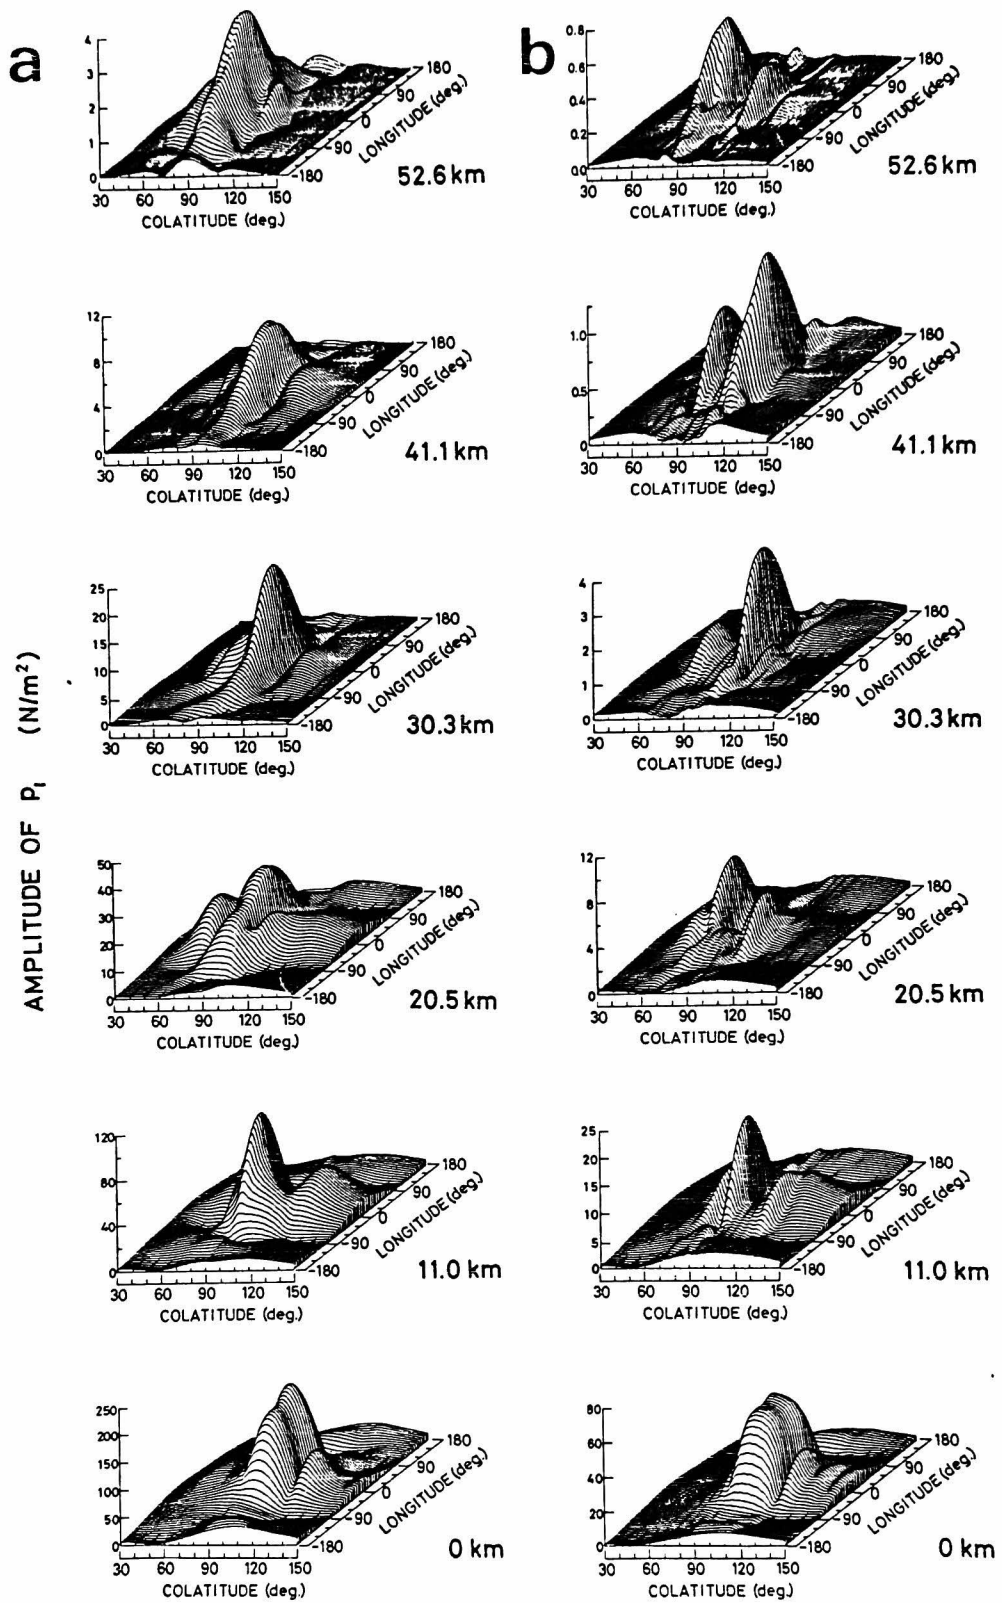 a
b
AMPLITUDE OF p₁ (N/m²)
4
3
2
1
0
30 60 90 120 150
COLATITUDE (deg.)
-180
-90
0
90
180
LONGITUDE (deg.)
52.6 km
0.8
0.6
0.4
0.2
0.0
30 60 90 120 150
COLATITUDE (deg.)
-180
-90
0
90
180
LONGITUDE (deg.)
52.6 km
12
8
4
0
30 60 90 120 150
COLATITUDE (deg.)
-180
-90
0
90
180
LONGITUDE (deg.)
41.1 km
1.0
0.5
0
30 60 90 120 150
COLATITUDE (deg.)
-180
-90
0
90
180
LONGITUDE (deg.)
41.1 km
25
20
15
10
5
0
30 60 90 120 150
COLATITUDE (deg.)
-180
-90
0
90
180
LONGITUDE (deg.)
30.3 km
4
3
2
1
0
30 60 90 120 150
COLATITUDE (deg.)
-180
-90
0
90
180
LONGITUDE (deg.)
30.3 km
50
40
30
20
10
0
30 60 90 120 150
COLATITUDE (deg.)
-180
-90
0
90
180
LONGITUDE (deg.)
20.5 km
12
8
4
0
30 60 90 120 150
COLATITUDE (deg.)
-180
-90
0
90
180
LONGITUDE (deg.)
20.5 km
120
80
40
0
30 60 90 120 150
COLATITUDE (deg.)
-180
-90
0
90
180
LONGITUDE (deg.)
11.0 km
25
20
15
10
5
0
30 60 90 120 150
COLATITUDE (deg.)
-180
-90
0
90
180
LONGITUDE (deg.)
11.0 km
250
200
150
100
50
0
30 60 90 120 150
COLATITUDE (deg.)
-180
-90
0
90
180
LONGITUDE (deg.)
0 km
80
60
40
20
0
30 60 90 120 150
COLATITUDE (deg.)
-180
-90
0
90
180
LONGITUDE (deg.)
0 km